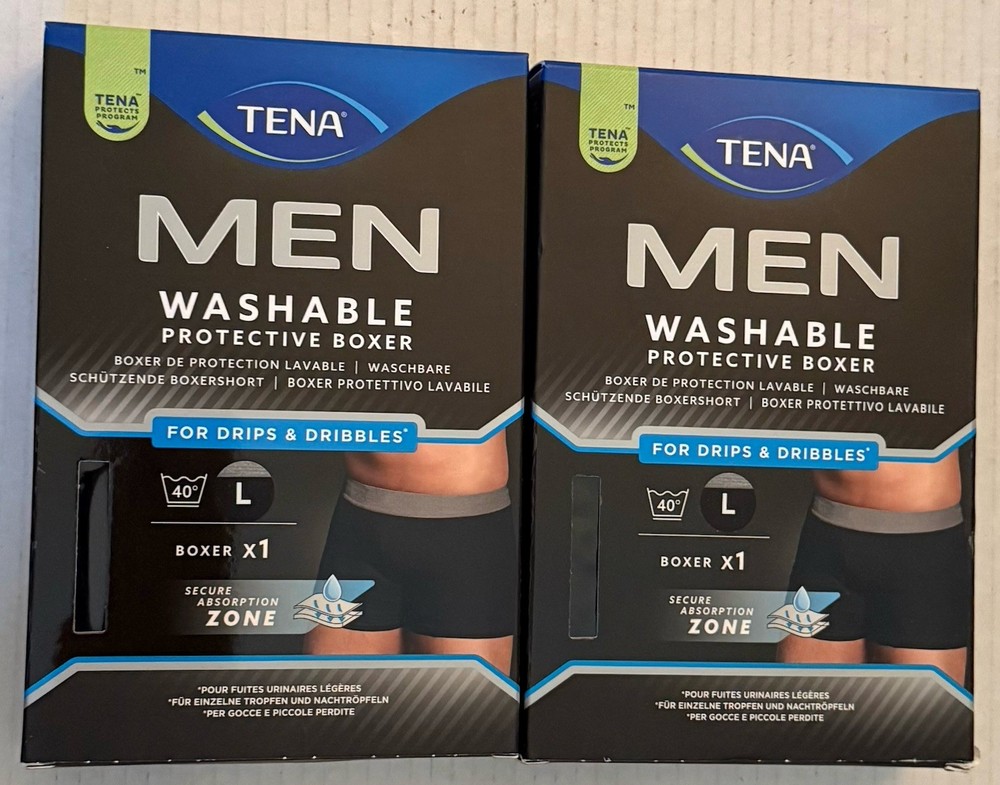 TM
TENA™
PROTECTS
PROGRAM
TENA®
MEN
WASHABLE
PROTECTIVE BOXER
BOXER DE PROTECTION LAVABLE | WASCHBARE
SCHÜTZENDE BOXERSHORT | BOXER PROTETTIVO LAVABILE
FOR DRIPS & DRIBBLES*
40°
L
BOXER x1
SECURE
ABSORPTION
ZONE
*POUR FUITES URINAIRES LÉGÈRES
*FÜR EINZELNE TROPFEN UND NACHTRÖPFELN
*PER GOCCE E PICCOLE PERDITE
TM
TENA™
PROTECTS
PROGRAM
TENA®
MEN
WASHABLE
PROTECTIVE BOXER
BOXER DE PROTECTION LAVABLE | WASCHBARE
SCHÜTZENDE BOXERSHORT | BOXER PROTETTIVO LAVABILE
FOR DRIPS & DRIBBLES*
40°
L
BOXER x1
SECURE
ABSORPTION
ZONE
*POUR FUITES URINAIRES LÉGÈRES
*FÜR EINZELNE TROPFEN UND NACHTRÖPFELN
*PER GOCCE E PICCOLE PERDITE